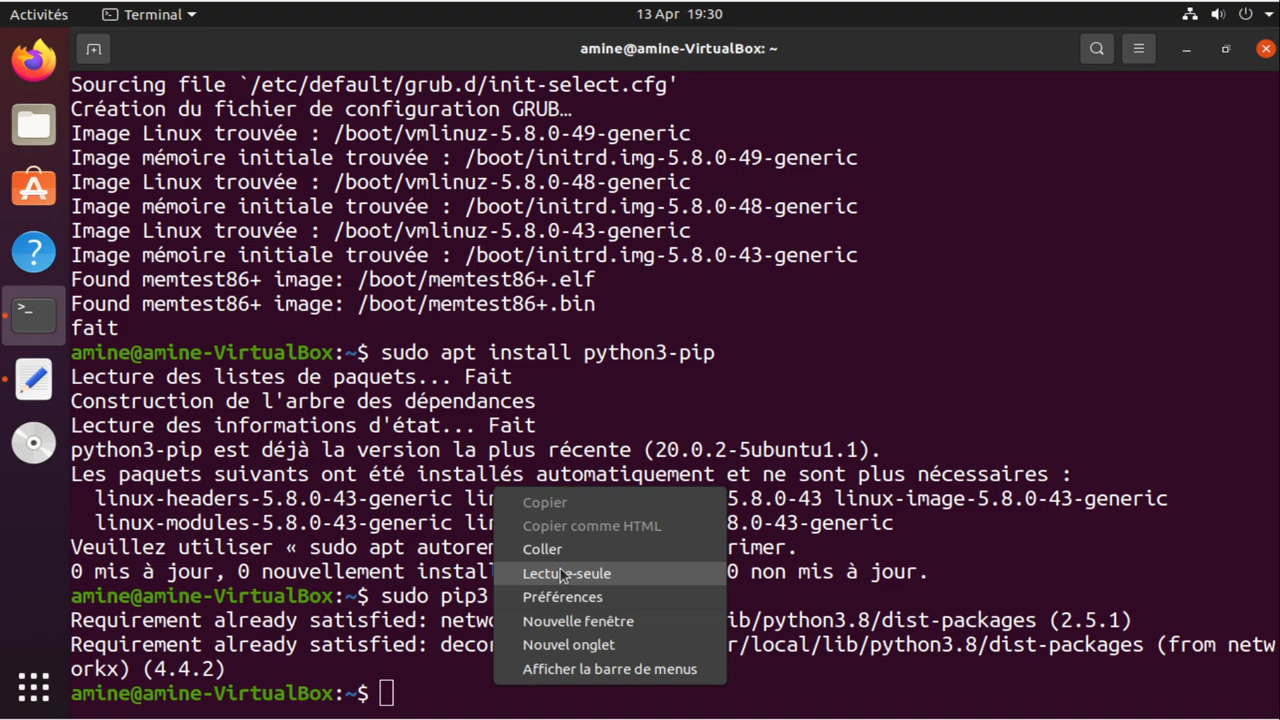 Activités
Terminal
13 Apr 19:30
amine@amine-VirtualBox: ~
Sourcing file `/etc/default/grub.d/init-select.cfg'
Création du fichier de configuration GRUB…
Image Linux trouvée : /boot/vmlinuz-5.8.0-49-generic
Image mémoire initiale trouvée : /boot/initrd.img-5.8.0-49-generic
Image Linux trouvée : /boot/vmlinuz-5.8.0-48-generic
Image mémoire initiale trouvée : /boot/initrd.img-5.8.0-48-generic
Image Linux trouvée : /boot/vmlinuz-5.8.0-43-generic
Image mémoire initiale trouvée : /boot/initrd.img-5.8.0-43-generic
Found memtest86+ image: /boot/memtest86+.elf
Found memtest86+ image: /boot/memtest86+.bin
fait
amine@amine-VirtualBox:~$ sudo apt install python3-pip
Lecture des listes de paquets... Fait
Construction de l'arbre des dépendances
Lecture des informations d'état... Fait
python3-pip est déjà la version la plus récente (20.0.2-5ubuntu1.1).
Les paquets suivants ont été installés automatiquement et ne sont plus nécessaires :
linux-headers-5.8.0-43-generic 5.8.0-43 linux-image-5.8.0-43-generic
linux-modules-5.8.0-43-generic 8.0-43-generic
Veuillez utiliser « sudo apt rimer.
0 mis à jour, 0 nouvellement 0 non mis à jour.
amine@amine-VirtualBox:~$ sudo pip3
Requirement already satisfied: netw ib/python3.8/dist-packages (2.5.1)
Requirement already satisfied: deco r/local/lib/python3.8/dist-packages (from netw
orkx) (4.4.2)
amine@amine-VirtualBox:~$
Copier
Copier comme HTML
Coller
Lecture-seule
Préférences
Nouvelle fenêtre
Nouvel onglet
Afficher la barre de menus